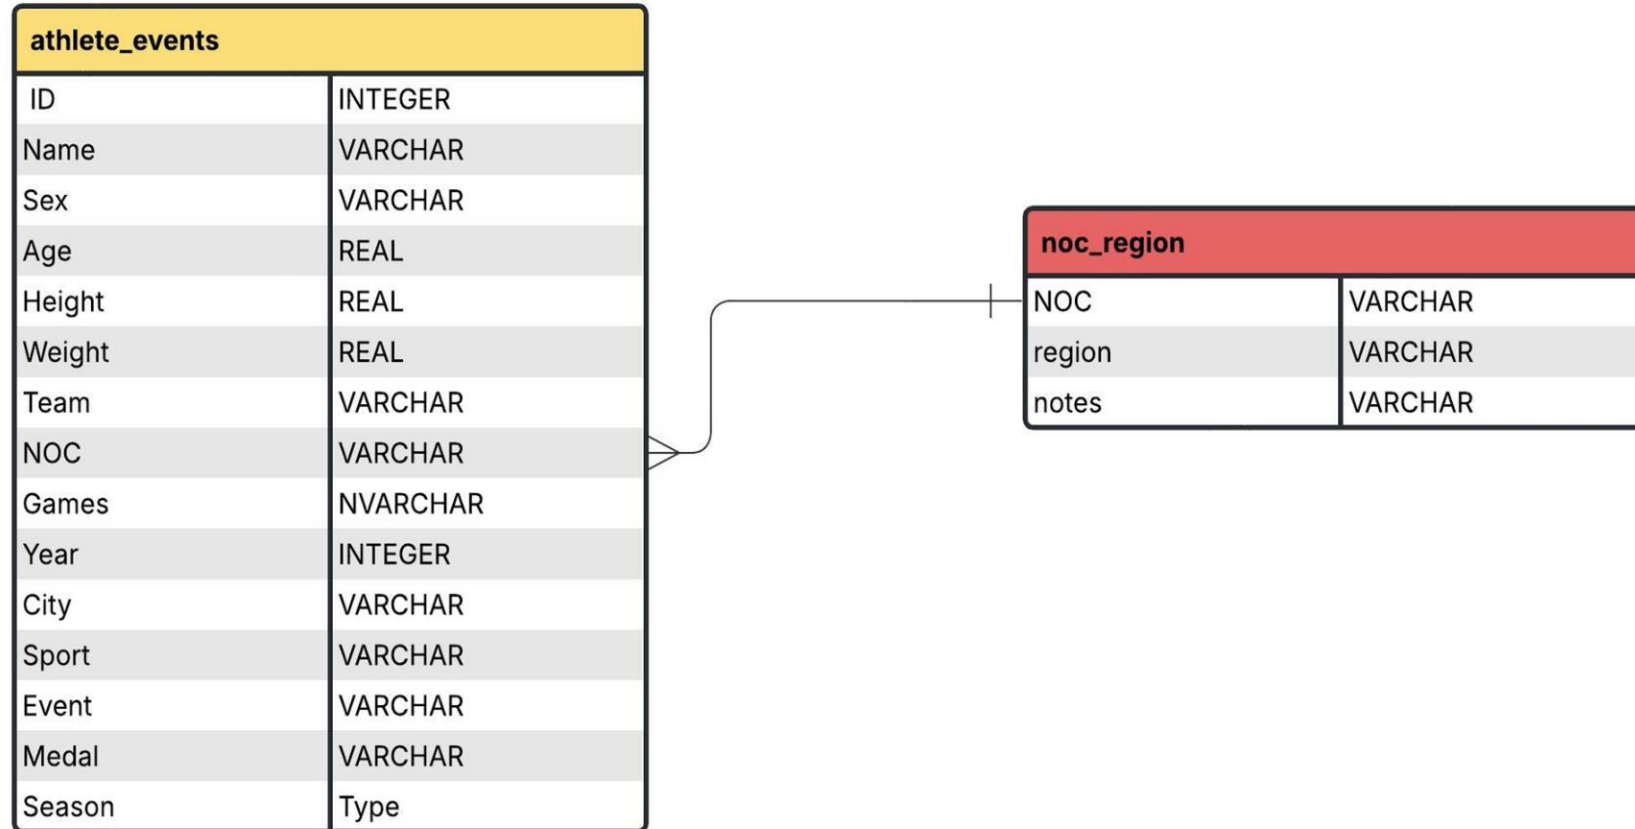 athlete_events
ID INTEGER
Name VARCHAR
Sex VARCHAR
Age REAL
Height REAL
Weight REAL
Team VARCHAR
NOC VARCHAR
Games NVARCHAR
Year INTEGER
City VARCHAR
Sport VARCHAR
Event VARCHAR
Medal VARCHAR
Season Type
noc_region
NOC VARCHAR
region VARCHAR
notes VARCHAR